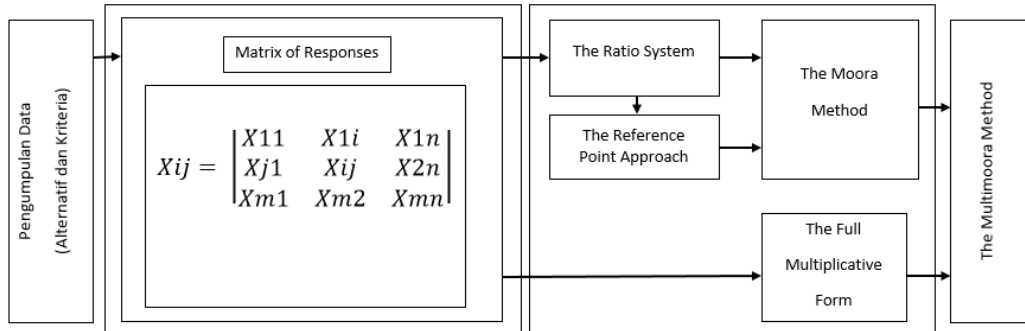 Pengumpulan Data
(Alternatif dan Kriteria)
Matrix of Responses
Xij = |X11 X1i X1n|
|Xj1 Xij X2n|
|Xm1 Xm2 Xmn|
The Ratio System
The Reference
Point Approach
The Moora
Method
The Full
Multiplicative
Form
The Multimoora Method